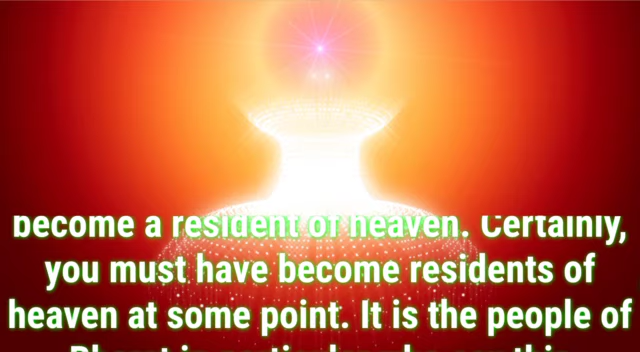 become a resident of heaven. Certainly,
you must have become residents of
heaven at some point. It is the people of